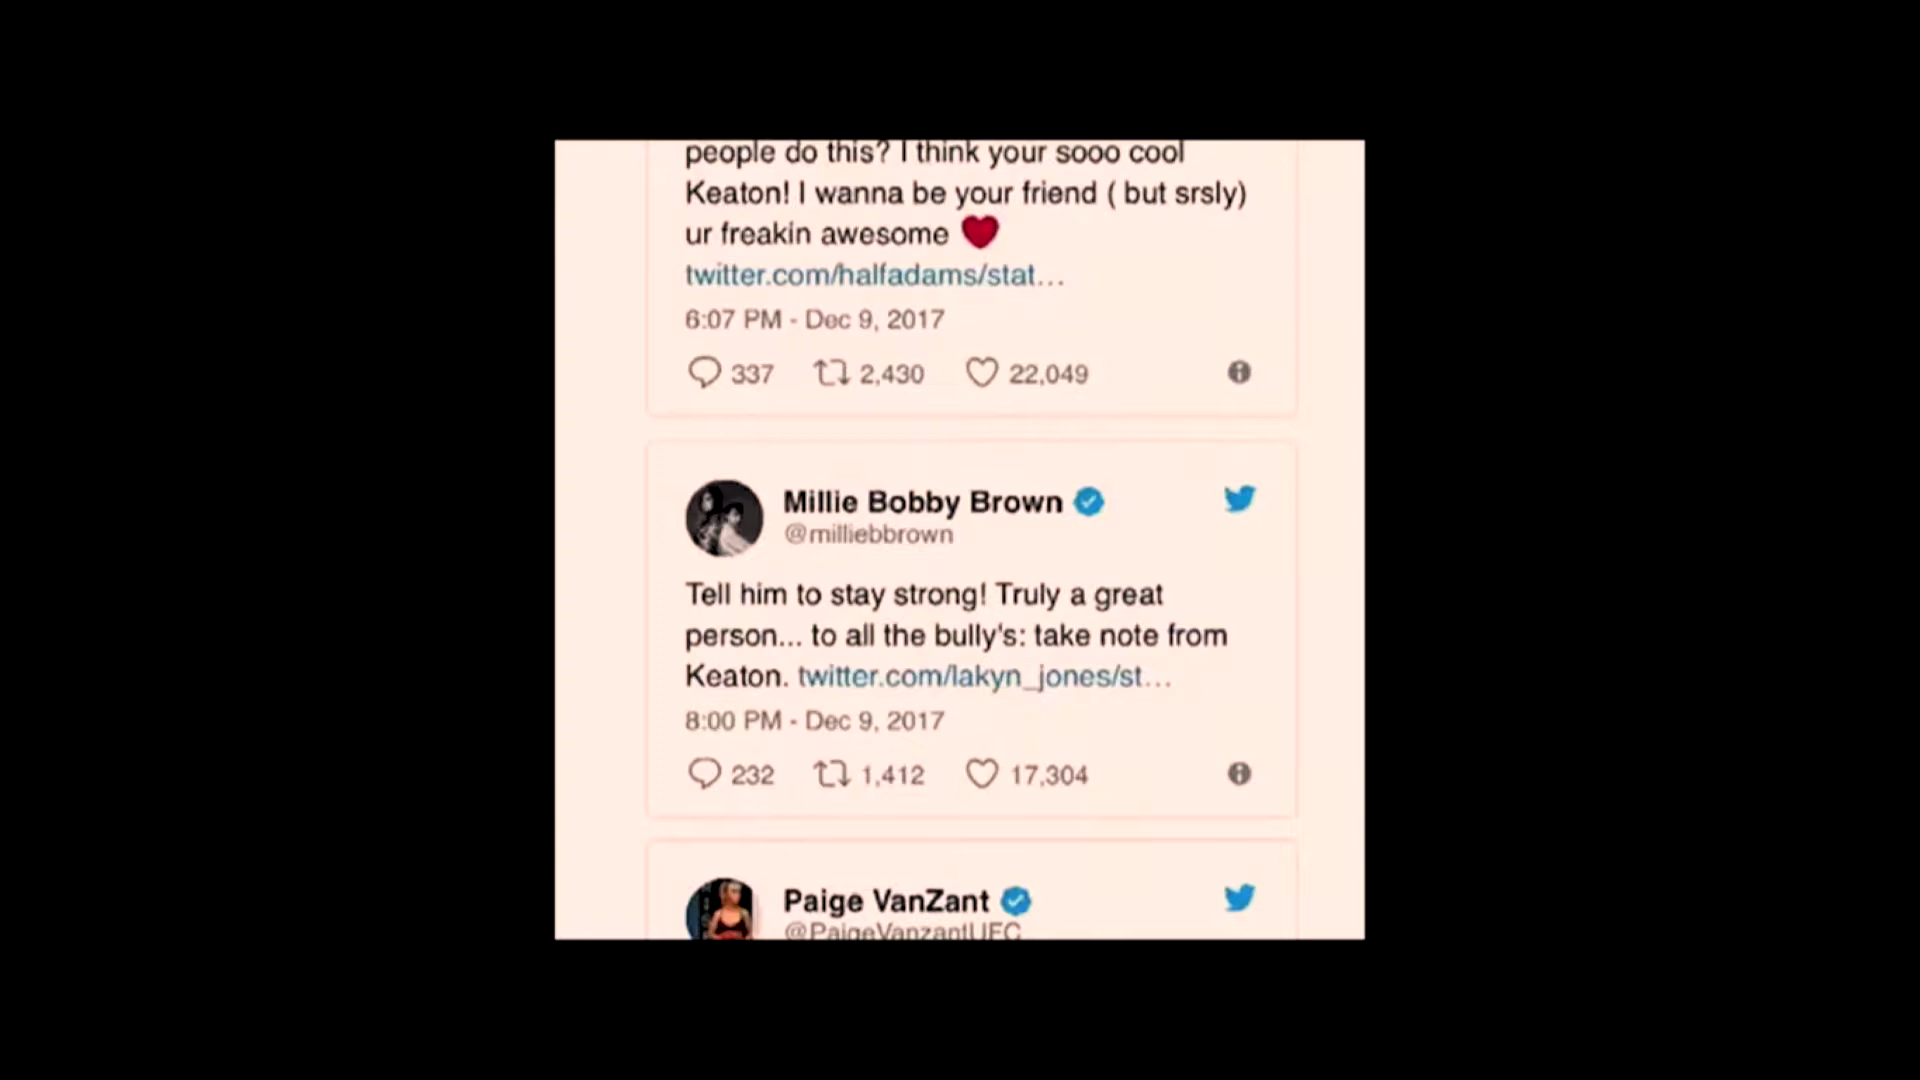 people do this? I think your sooo cool
Keaton! I wanna be your friend ( but srsly)
ur freakin awesome
twitter.com/halfadams/stat…
6:07 PM - Dec 9, 2017
337 2,430 22,049
Millie Bobby Brown
@milliebbrown
Tell him to stay strong! Truly a great
person... to all the bully's: take note from
Keaton. twitter.com/lakyn_jones/st…
8:00 PM - Dec 9, 2017
232 1,412 17,304
Paige VanZant
@PaigeVanzantUFC